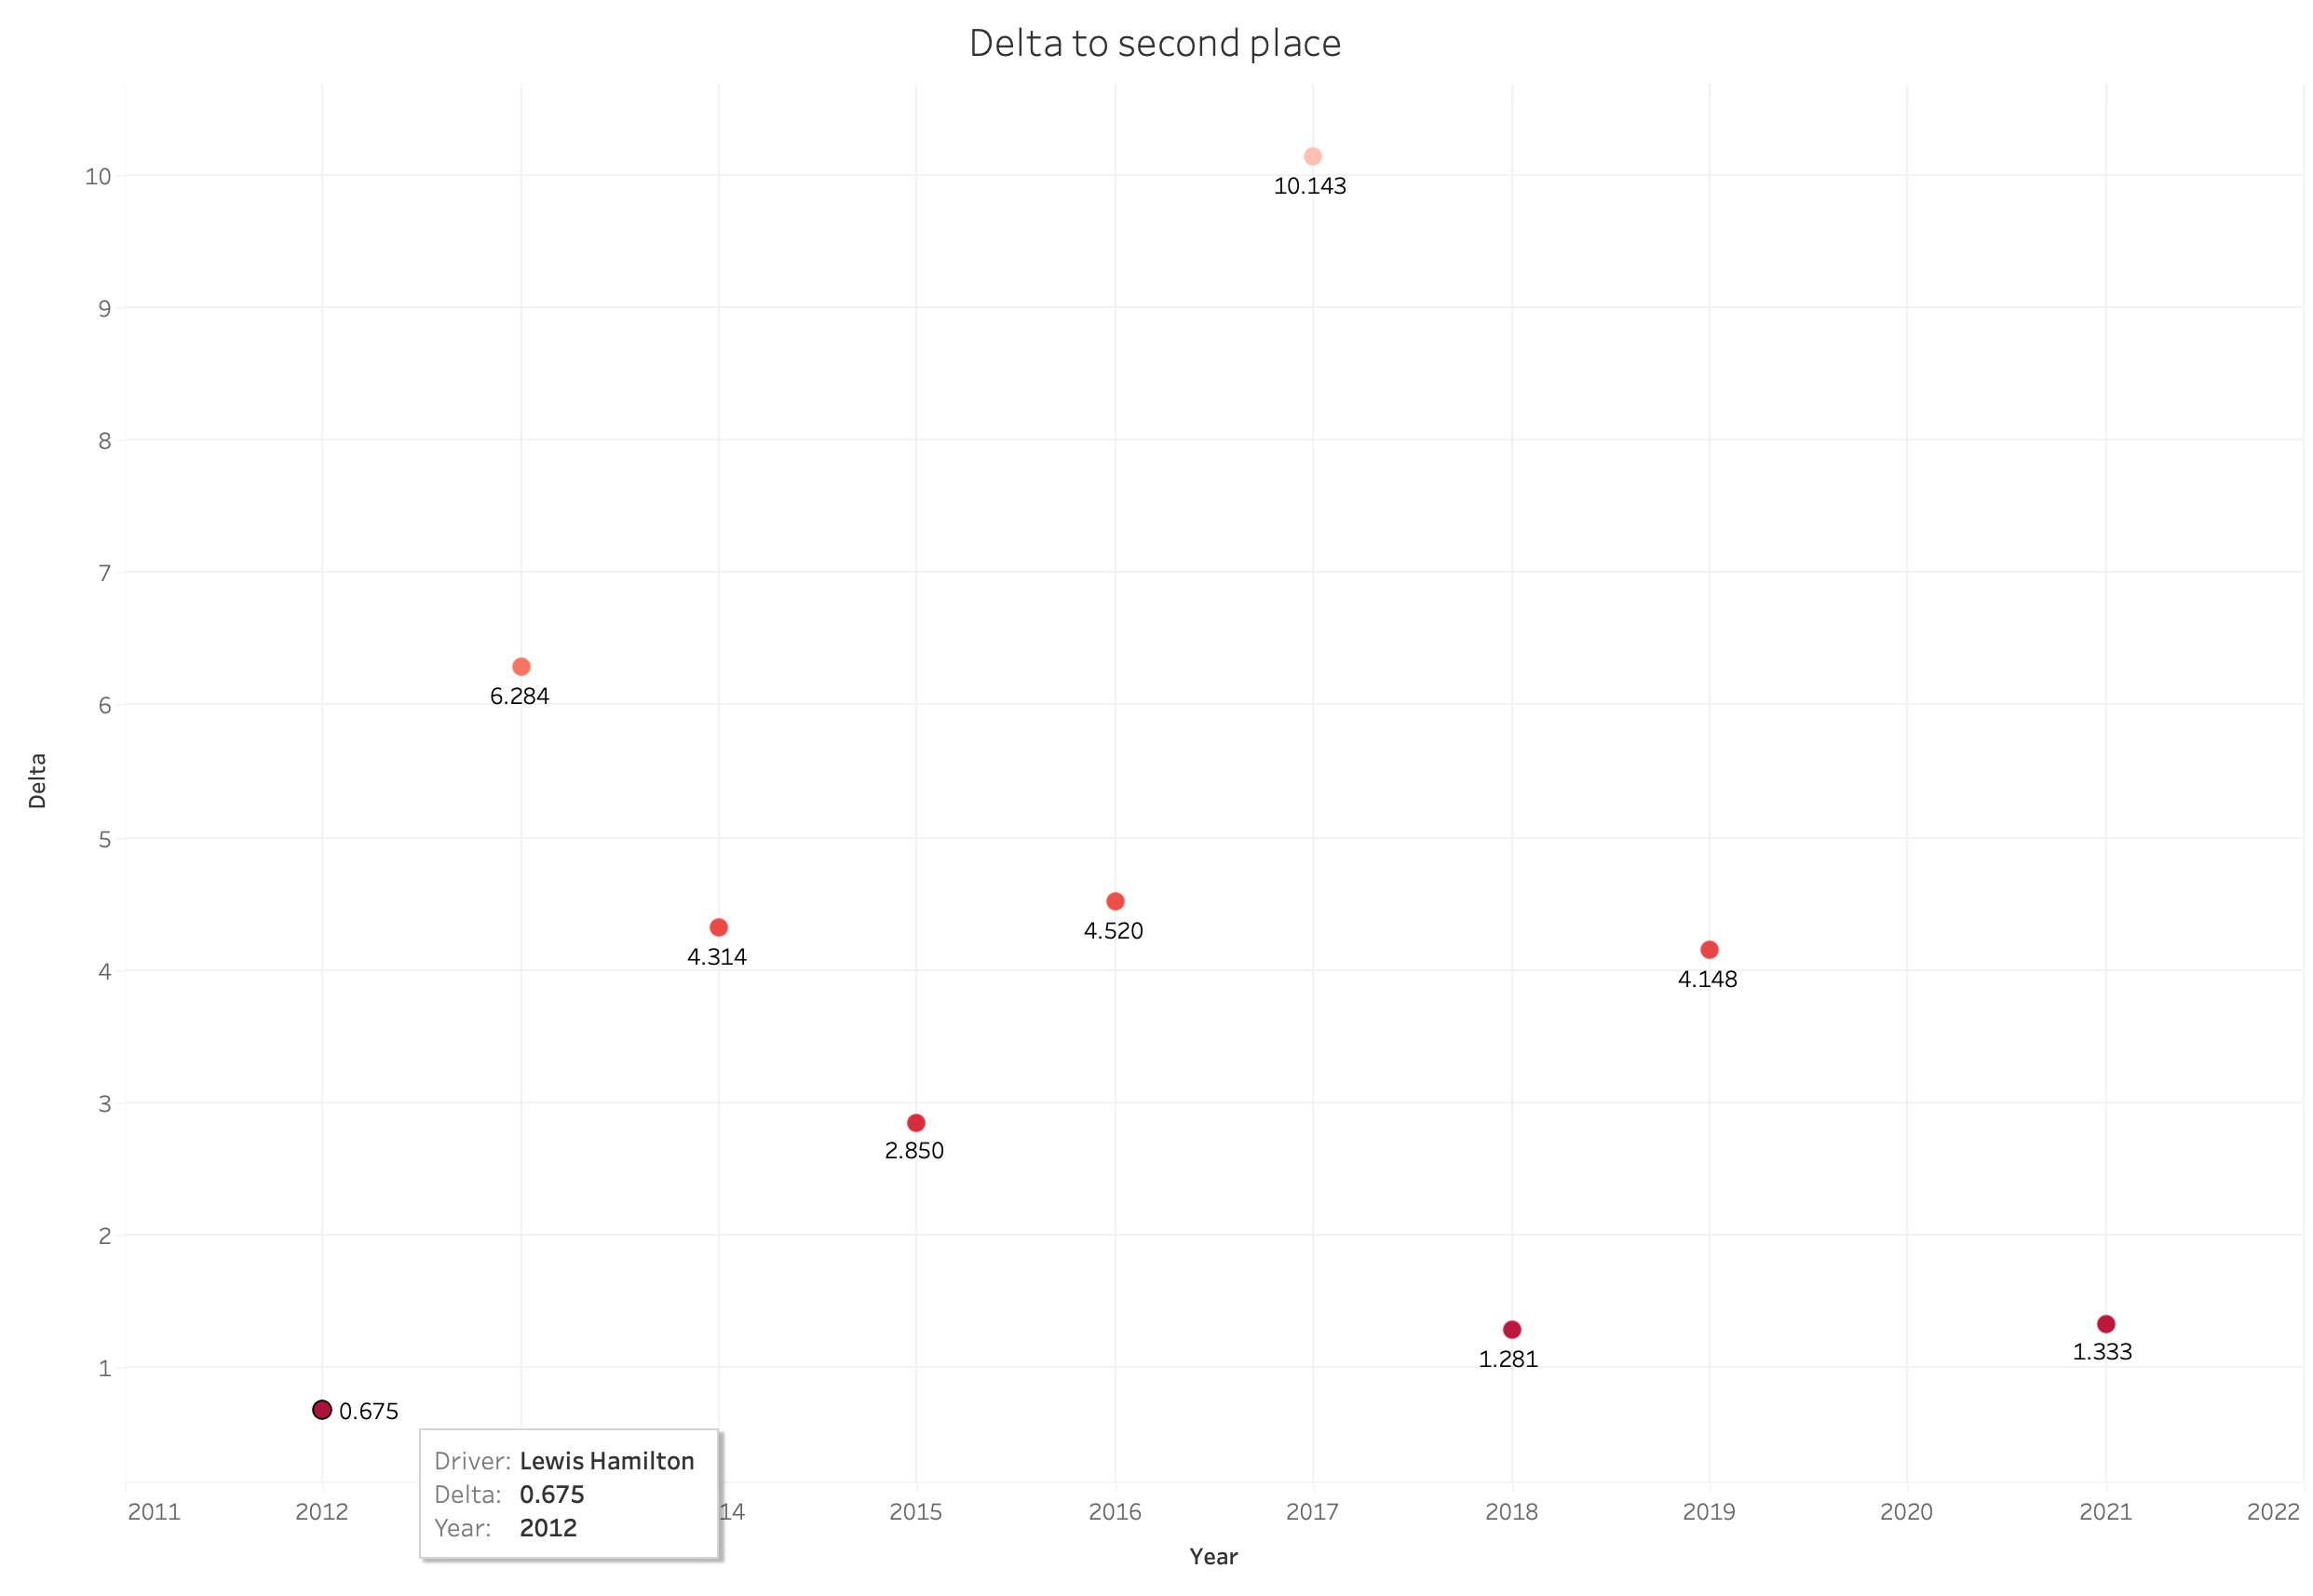 Delta to second place
10
10.143
9
8
7
6.284
6
Delta
5
4.520
4.314
4.148
4
3
2.850
2
1.281
1.333
1
0.675
Driver: Lewis Hamilton
Delta: 0.675
Year: 2012
2011 2012 14 2015 2016 2017 2018 2019 2020 2021 2022
Year